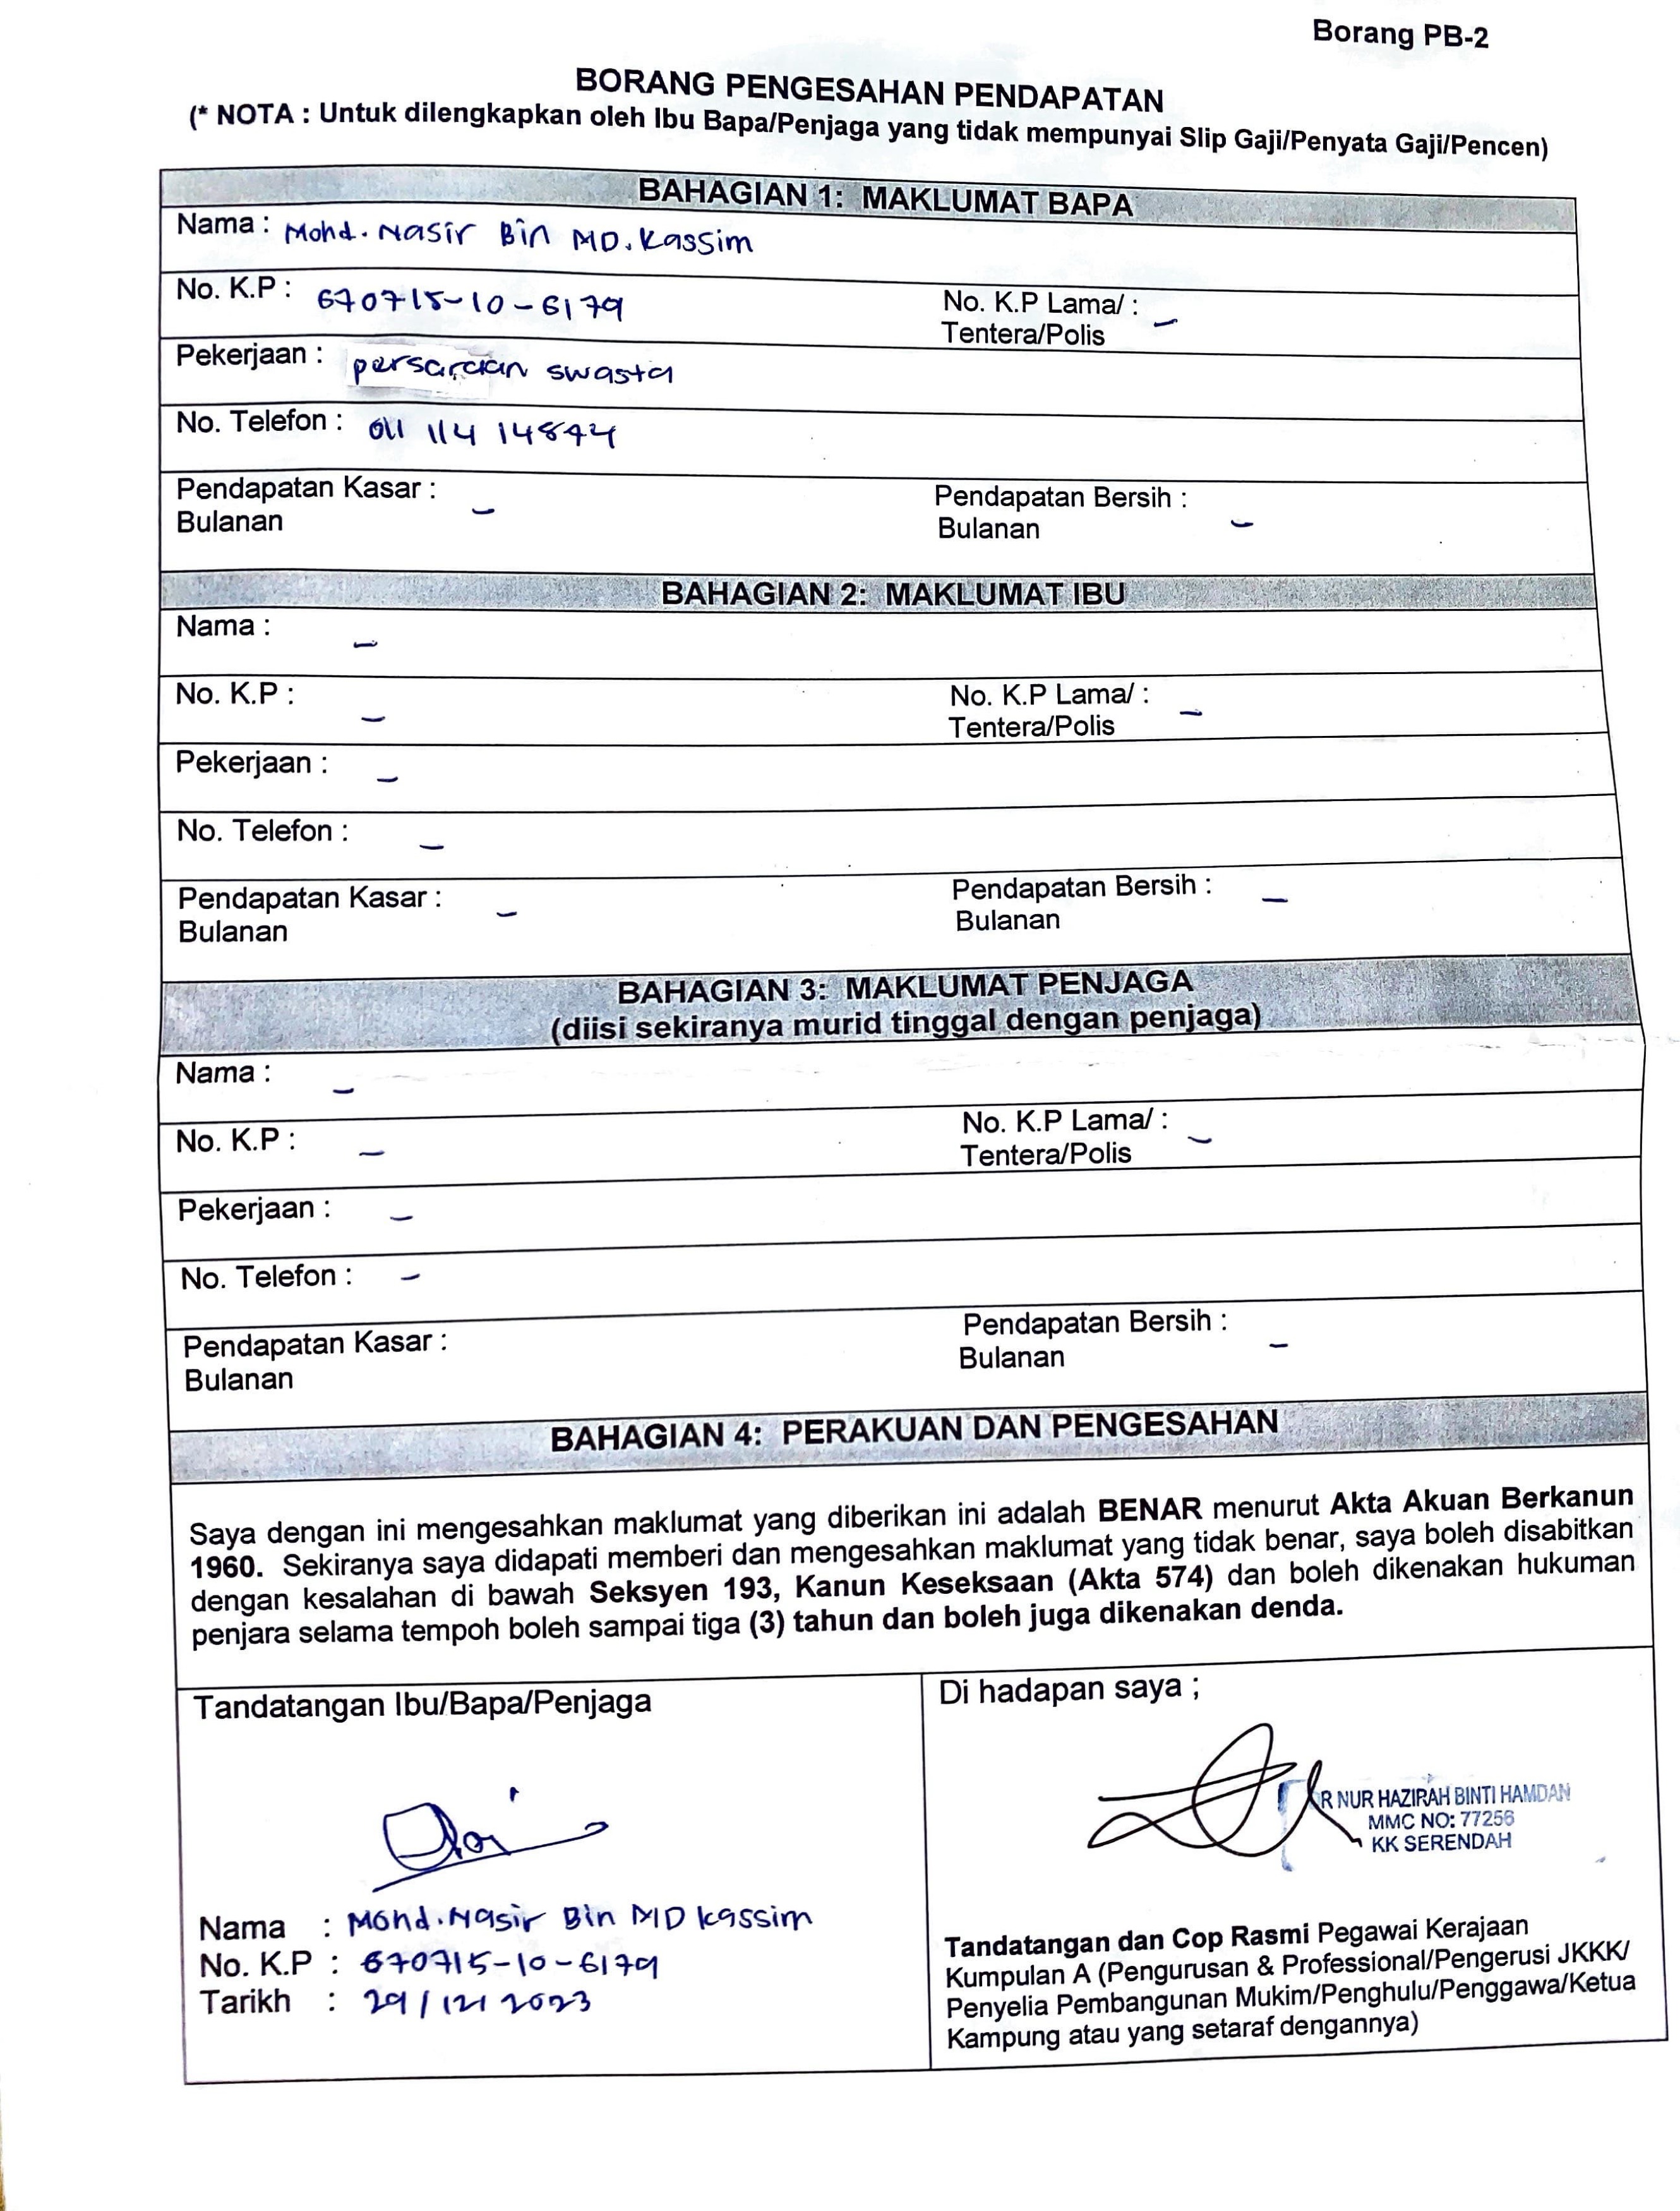 Borang PB-2
BORANG PENGESAHAN PENDAPATAN
(* NOTA : Untuk dilengkapkan oleh Ibu Bapa/Penjaga yang tidak mempunyai Slip Gaji/Penyata Gaji/Pencen)
BAHAGIAN 1: MAKLUMAT BAPA
Nama : Mohd. Nasir Bin MD. Kassim
No. K.P : 670715-10-6179
No. K.P Lama/ : -
Tentera/Polis
Pekerjaan : persaraan swasta
No. Telefon : 011 114 14844
Pendapatan Kasar : -
Bulanan
Pendapatan Bersih : -
Bulanan
BAHAGIAN 2: MAKLUMAT IBU
Nama : -
No. K.P : -
No. K.P Lama/ : -
Tentera/Polis
Pekerjaan : -
No. Telefon : -
Pendapatan Kasar : -
Bulanan
Pendapatan Bersih : -
Bulanan
BAHAGIAN 3: MAKLUMAT PENJAGA
(diisi sekiranya murid tinggal dengan penjaga)
Nama : -
No. K.P : -
No. K.P Lama/ : -
Tentera/Polis
Pekerjaan : -
No. Telefon : -
Pendapatan Kasar :
Bulanan
Pendapatan Bersih : -
Bulanan
BAHAGIAN 4: PERAKUAN DAN PENGESAHAN
Saya dengan ini mengesahkan maklumat yang diberikan ini adalah BENAR menurut Akta Akuan Berkanun
1960. Sekiranya saya didapati memberi dan mengesahkan maklumat yang tidak benar, saya boleh disabitkan
dengan kesalahan di bawah Seksyen 193, Kanun Keseksaan (Akta 574) dan boleh dikenakan hukuman
penjara selama tempoh boleh sampai tiga (3) tahun dan boleh juga dikenakan denda.
Tandatangan Ibu/Bapa/Penjaga
Nama : Mohd. Nasir Bin MD Kassim
No. K.P : 670715-10-6179
Tarikh : 29/12/2023
Di hadapan saya ;
R NUR HAZIRAH BINTI HAMDAN
MMC NO: 77256
KK SERENDAH
Tandatangan dan Cop Rasmi Pegawai Kerajaan
Kumpulan A (Pengurusan & Professional/Pengerusi JKKK/
Penyelia Pembangunan Mukim/Penghulu/Penggawa/Ketua
Kampung atau yang setaraf dengannya)